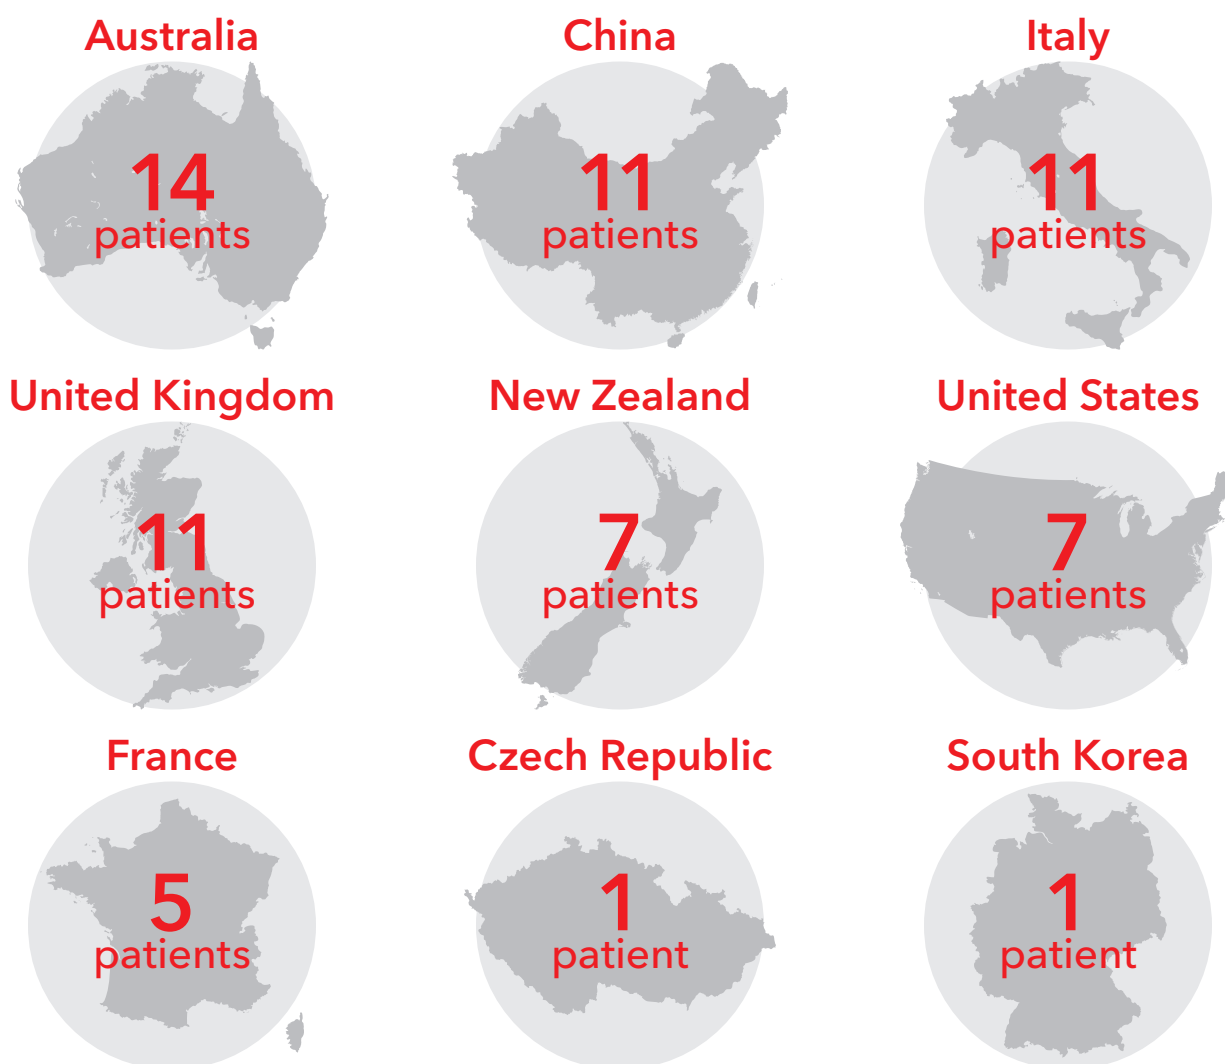 Australia
14
patients
China
11
patients
Italy
11
patients
United Kingdom
11
patients
New Zealand
7
patients
United States
7
patients
France
5
patients
Czech Republic
1
patient
South Korea
1
patient